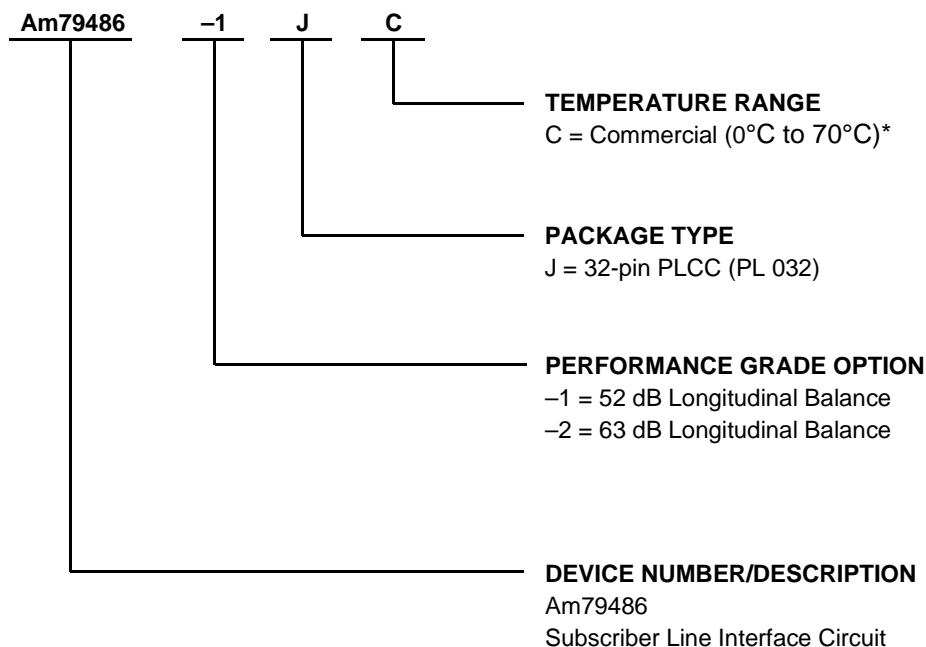 Am79486 –1 J C
TEMPERATURE RANGE
C = Commercial (0°C to 70°C)*
PACKAGE TYPE
J = 32-pin PLCC (PL 032)
PERFORMANCE GRADE OPTION
–1 = 52 dB Longitudinal Balance
–2 = 63 dB Longitudinal Balance
DEVICE NUMBER/DESCRIPTION
Am79486
Subscriber Line Interface Circuit